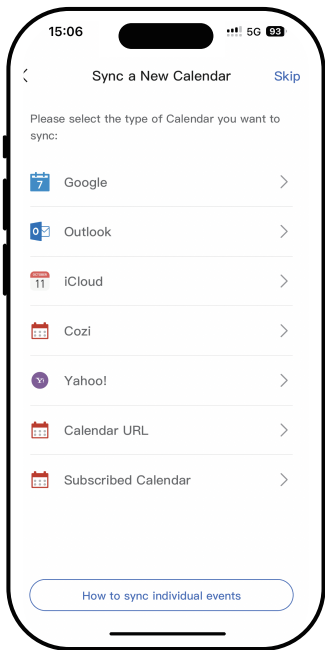 15:06
5G 93
Sync a New Calendar
Skip
Please select the type of Calendar you want to
sync:
7
Google
Outlook
11
iCloud
Cozi
Yahoo!
Calendar URL
Subscribed Calendar
How to sync individual events